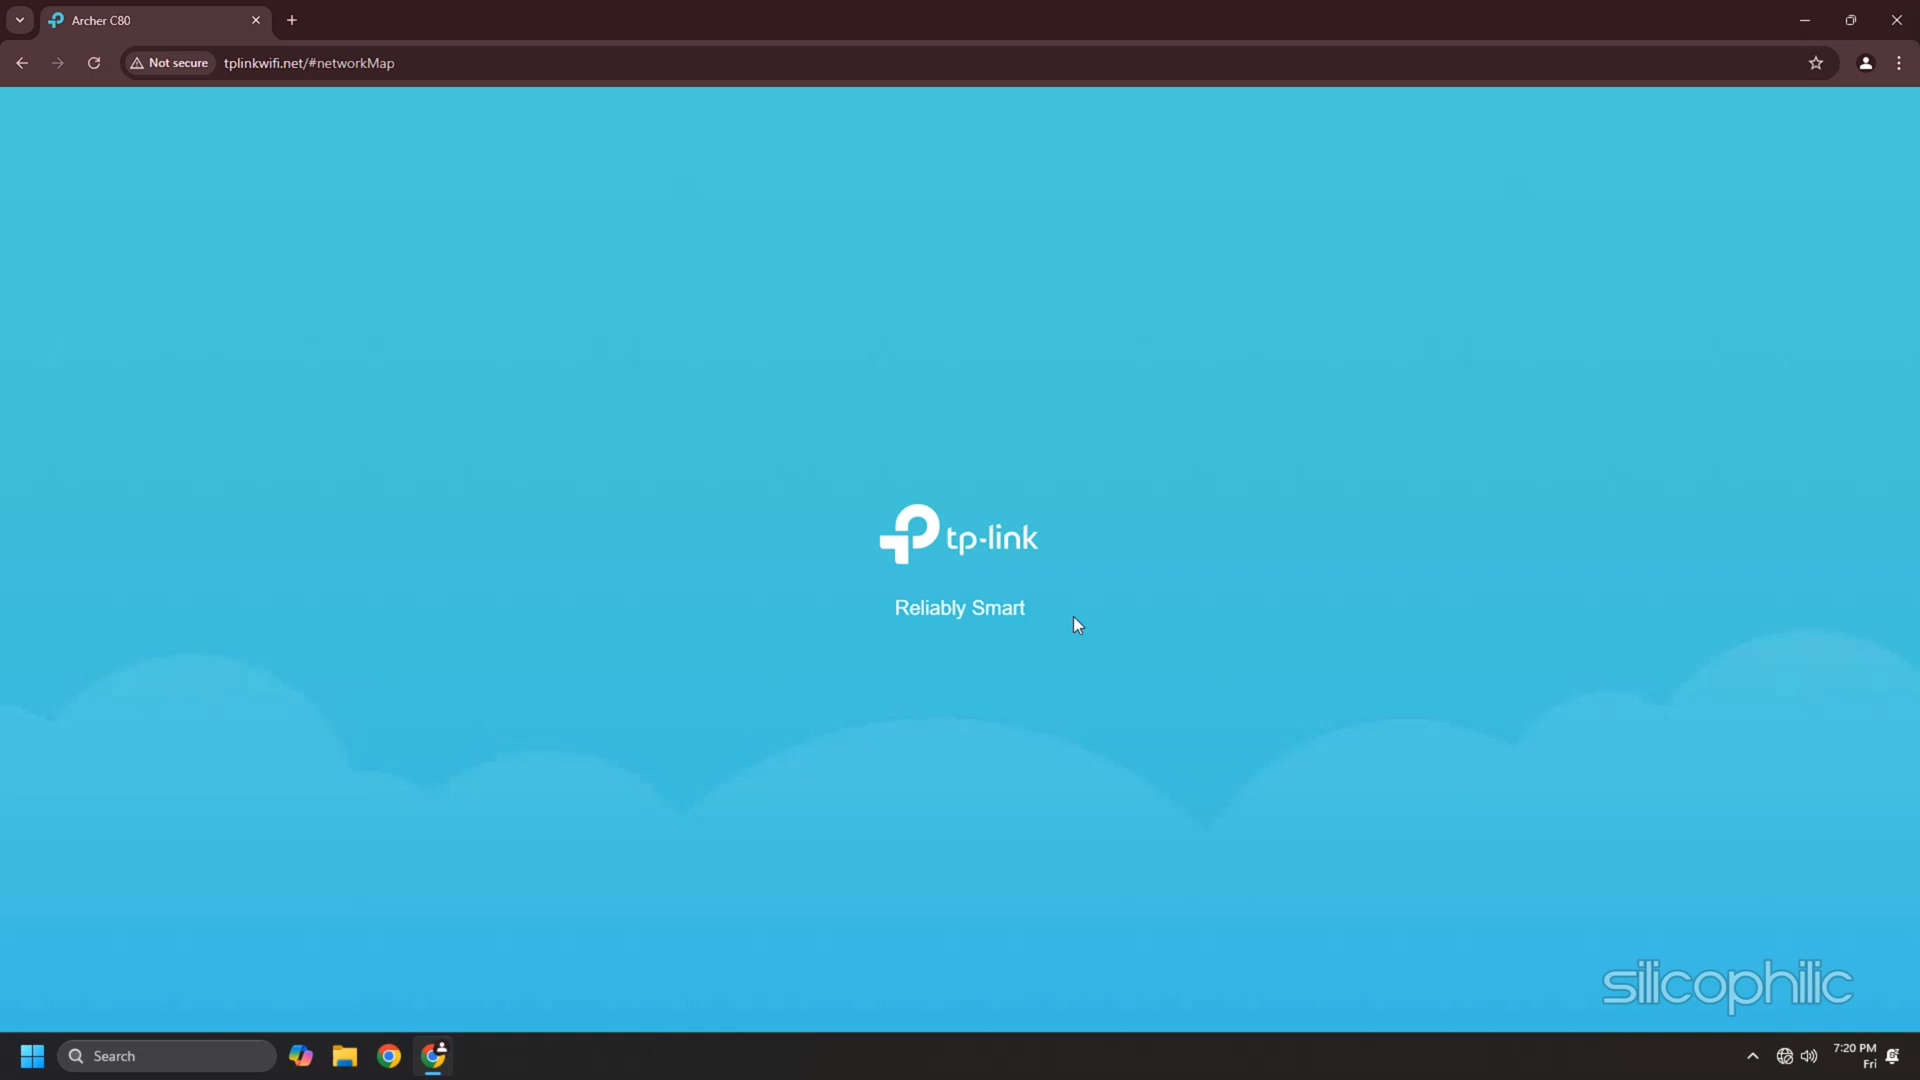 Archer C80
Not secure
tplinkwifi.net/#networkMap
tp-link
Reliably Smart
silicophilic
Search
7:20 PM
Fri